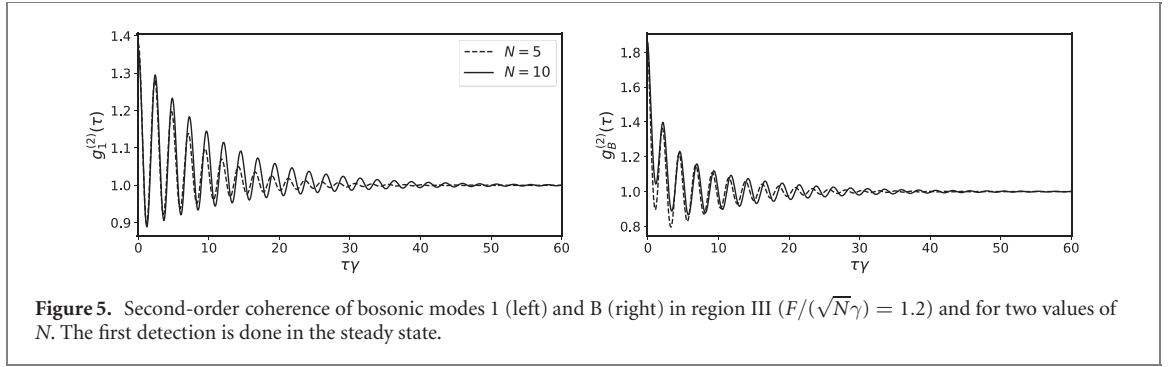 1.4
1.3
1.2
1.1
1.0
0.9
g_1^{(2)}(τ)
N = 5
N = 10
0 10 20 30 40 50 60
τγ
1.8
1.6
1.4
1.2
1.0
0.8
g_B^{(2)}(τ)
0 10 20 30 40 50 60
τγ
Figure 5. Second-order coherence of bosonic modes 1 (left) and B (right) in region III (F/(√Nγ) = 1.2) and for two values of
N. The first detection is done in the steady state.